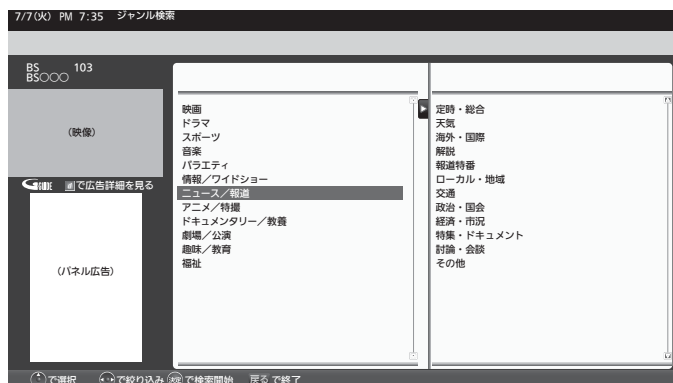 7/7(火) PM 7:35 ジャンル検索
BS 103
BS○○○
(映像)
GUIDE dで広告詳細を見る
(パネル広告)
映画
ドラマ
スポーツ
音楽
バラエティ
情報/ワイドショー
ニュース/報道
アニメ/特撮
ドキュメンタリー/教養
劇場/公演
趣味/教育
福祉
定時・総合
天気
海外・国際
解説
報道特番
ローカル・地域
交通
政治・国会
経済・市況
特集・ドキュメント
討論・会談
その他
で選択 で絞り込み 決定 で検索開始 戻る で終了